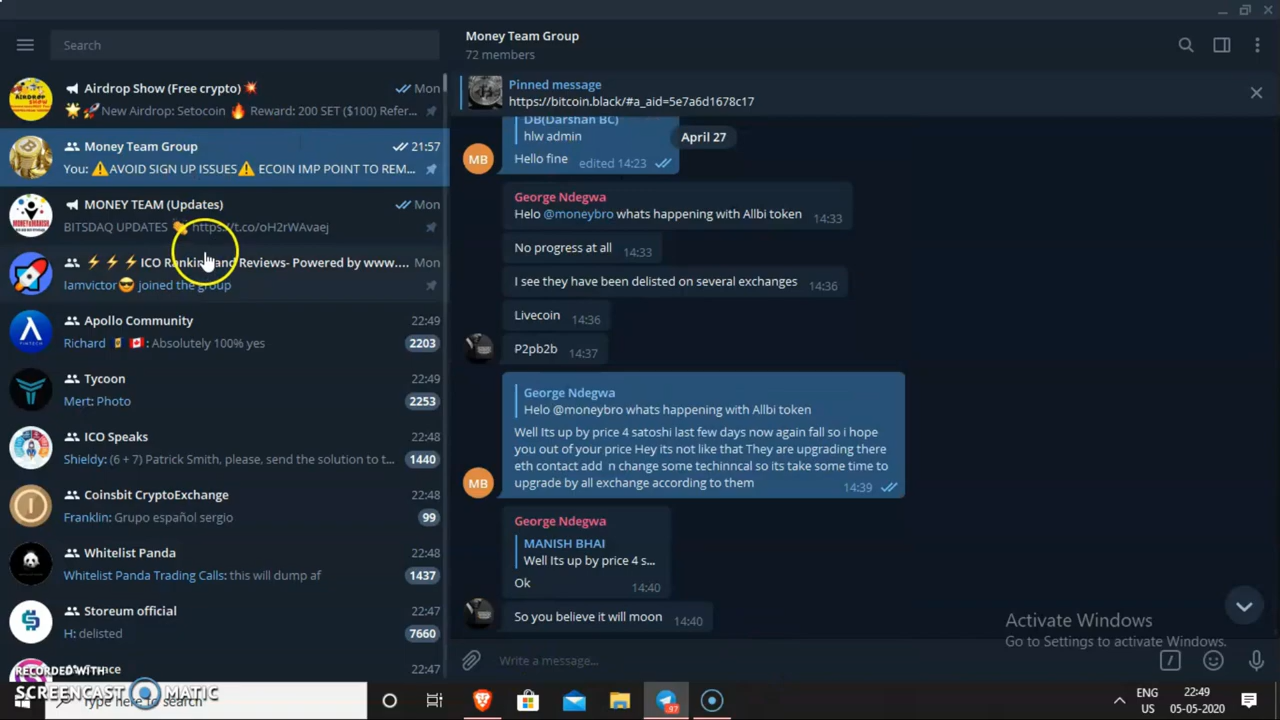 Search
Airdrop Show (Free crypto) 💥 Mon
🌟 🚀 New Airdrop: Setocoin 🔥 Reward: 200 SET ($100) Refer...
Money Team Group 21:57
You: ⚠️AVOID SIGN UP ISSUES⚠️ ECOIN IMP POINT TO REM...
MONEY TEAM (Updates) Mon
BITSDAQ UPDATES 👏 https://t.co/oH2rWAvaej
⚡⚡⚡ICO Ranking and Reviews- Powered by www.... Mon
Iamvictor😎 joined the group
Apollo Community 22:49
Richard 🇨🇦: Absolutely 100% yes 2203
Tycoon 22:49
Mert: Photo 2253
ICO Speaks 22:48
Shieldy: (6 + 7) Patrick Smith, please, send the solution to t... 1440
Coinsbit CryptoExchange 22:48
Franklin: Grupo español sergio 99
Whitelist Panda 22:48
Whitelist Panda Trading Calls: this will dump af 1437
Storeum official 22:47
H: delisted 7660
22:47
RECORDED WITH
SCREENCAST MATIC
Type here to search
Money Team Group
72 members
Pinned message
https://bitcoin.black/#a_aid=5e7a6d1678c17
April 27
DB(Darshan BC)
hlw admin
MB
Hello fine edited 14:23
George Ndegwa
Helo @moneybro whats happening with Allbi token 14:33
No progress at all 14:33
I see they have been delisted on several exchanges 14:36
Livecoin 14:36
P2pb2b 14:37
George Ndegwa
Helo @moneybro whats happening with Allbi token
Well Its up by price 4 satoshi last few days now again fall so i hope
you out of your price Hey its not like that They are upgrading there
eth contact add n change some techinncal so its take some time to
upgrade by all exchange according to them
MB
14:39
George Ndegwa
MANISH BHAI
Well Its up by price 4 s...
Ok 14:40
So you believe it will moon 14:40
Activate Windows
Go to Settings to activate Windows.
Write a message...
97
ENG
US
22:49
05-05-2020